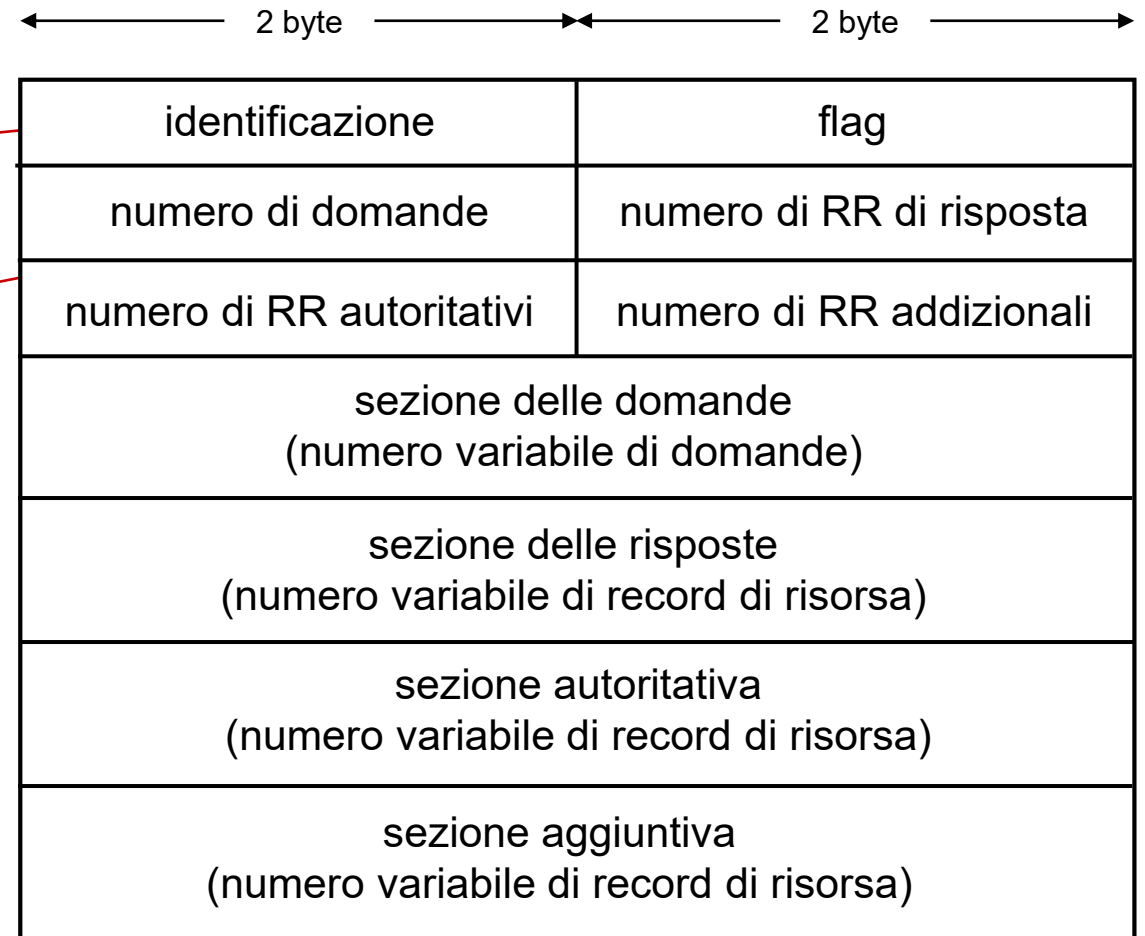 2 byte 2 byte
identificazione flag
numero di domande numero di RR di risposta
numero di RR autoritativi numero di RR addizionali
sezione delle domande
(numero variabile di domande)
sezione delle risposte
(numero variabile di record di risorsa)
sezione autoritativa
(numero variabile di record di risorsa)
sezione aggiuntiva
(numero variabile di record di risorsa)